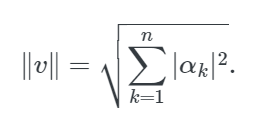 ‖v‖ = √(∑_{k=1}^{n} |α_k|²).